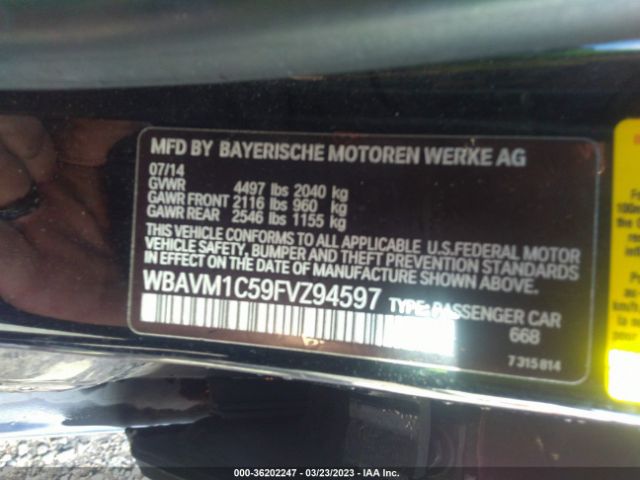 MFD BY BAYERISCHE MOTOREN WERKE AG
07/14
GVWR 4497 lbs 2040 kg
GAWR FRONT 2116 lbs 960 kg
GAWR REAR 2546 lbs 1155 kg
THIS VEHICLE CONFORMS TO ALL APPLICABLE U.S.FEDERAL MOTOR
VEHICLE SAFETY, BUMPER AND THEFT PREVENTION STANDARDS
IN EFFECT ON THE DATE OF MANUFACTURE SHOWN ABOVE.
WBAVM1C59FVZ94597 TYPE: PASSENGER CAR
668
7315814
000-36202247 - 03/23/2023 - IAA Inc.